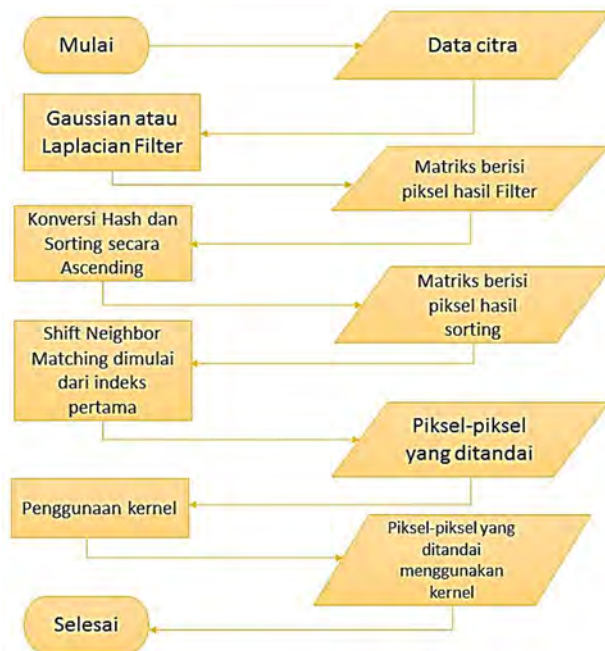 Mulai
Data citra
Gaussian atau
Laplacian Filter
Matriks berisi
piksel hasil Filter
Konversi Hash dan
Sorting secara
Ascending
Matriks berisi
piksel hasil
sorting
Shift Neighbor
Matching dimulai
dari indeks
pertama
Piksel-piksel
yang ditandai
Penggunaan kernel
Piksel-piksel yang
ditandai
menggunakan
kernel
Selesai